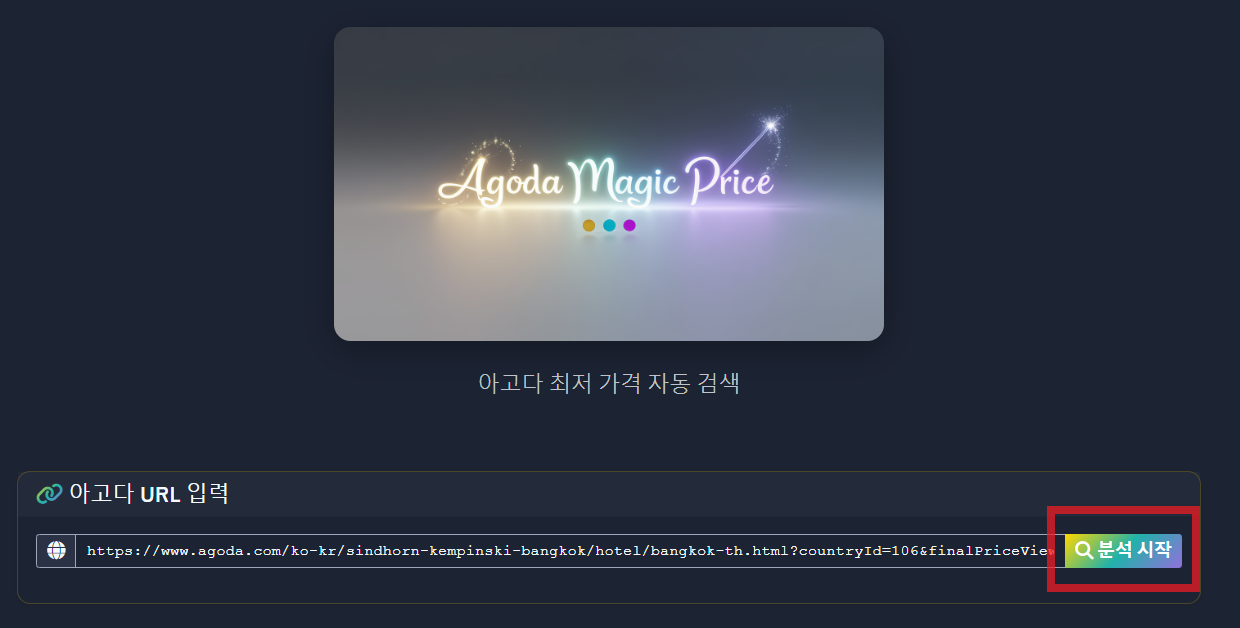 Agoda Magic Price
아고다 최저 가격 자동 검색
아고다 URL 입력
https://www.agoda.com/ko-kr/sindhorn-kempinski-bangkok/hotel/bangkok-th.html?countryId=106&finalPriceView
분석 시작